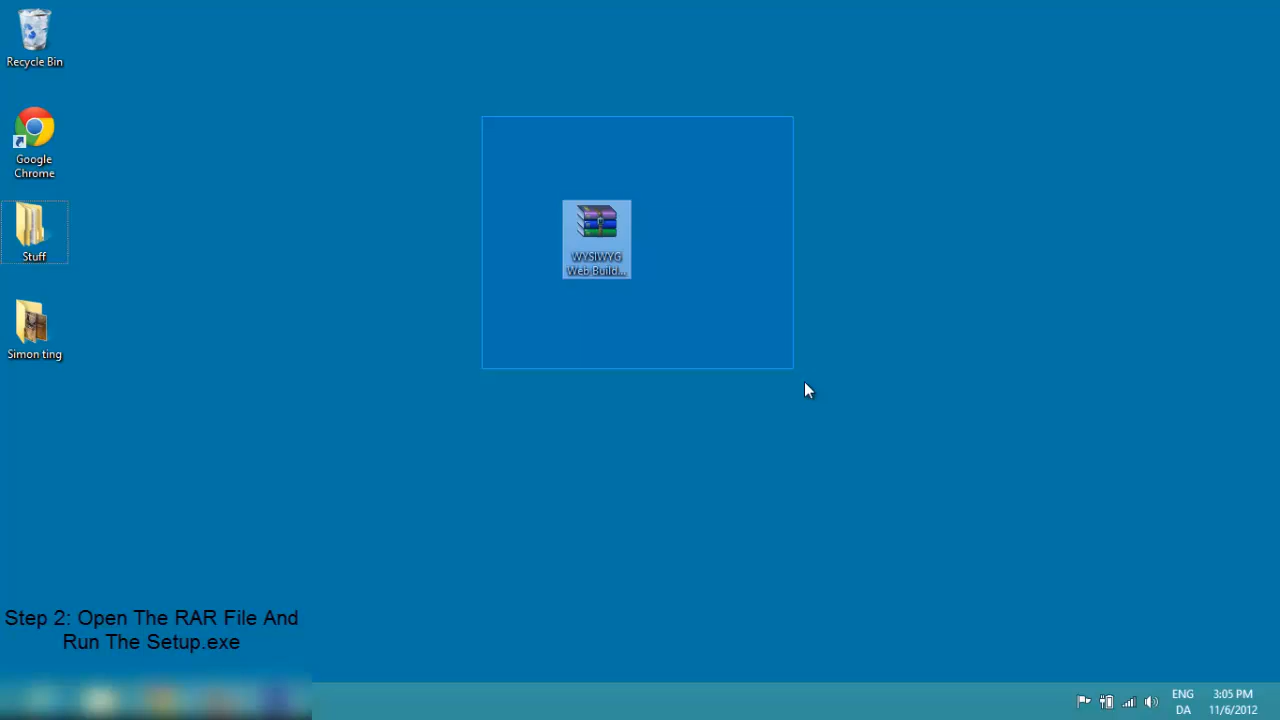 Recycle Bin
Google
Chrome
Stuff
Simon ting
WYSIWYG
Web Build...
Step 2: Open The RAR File And
Run The Setup.exe
ENG
DA
3:05 PM
11/6/2012